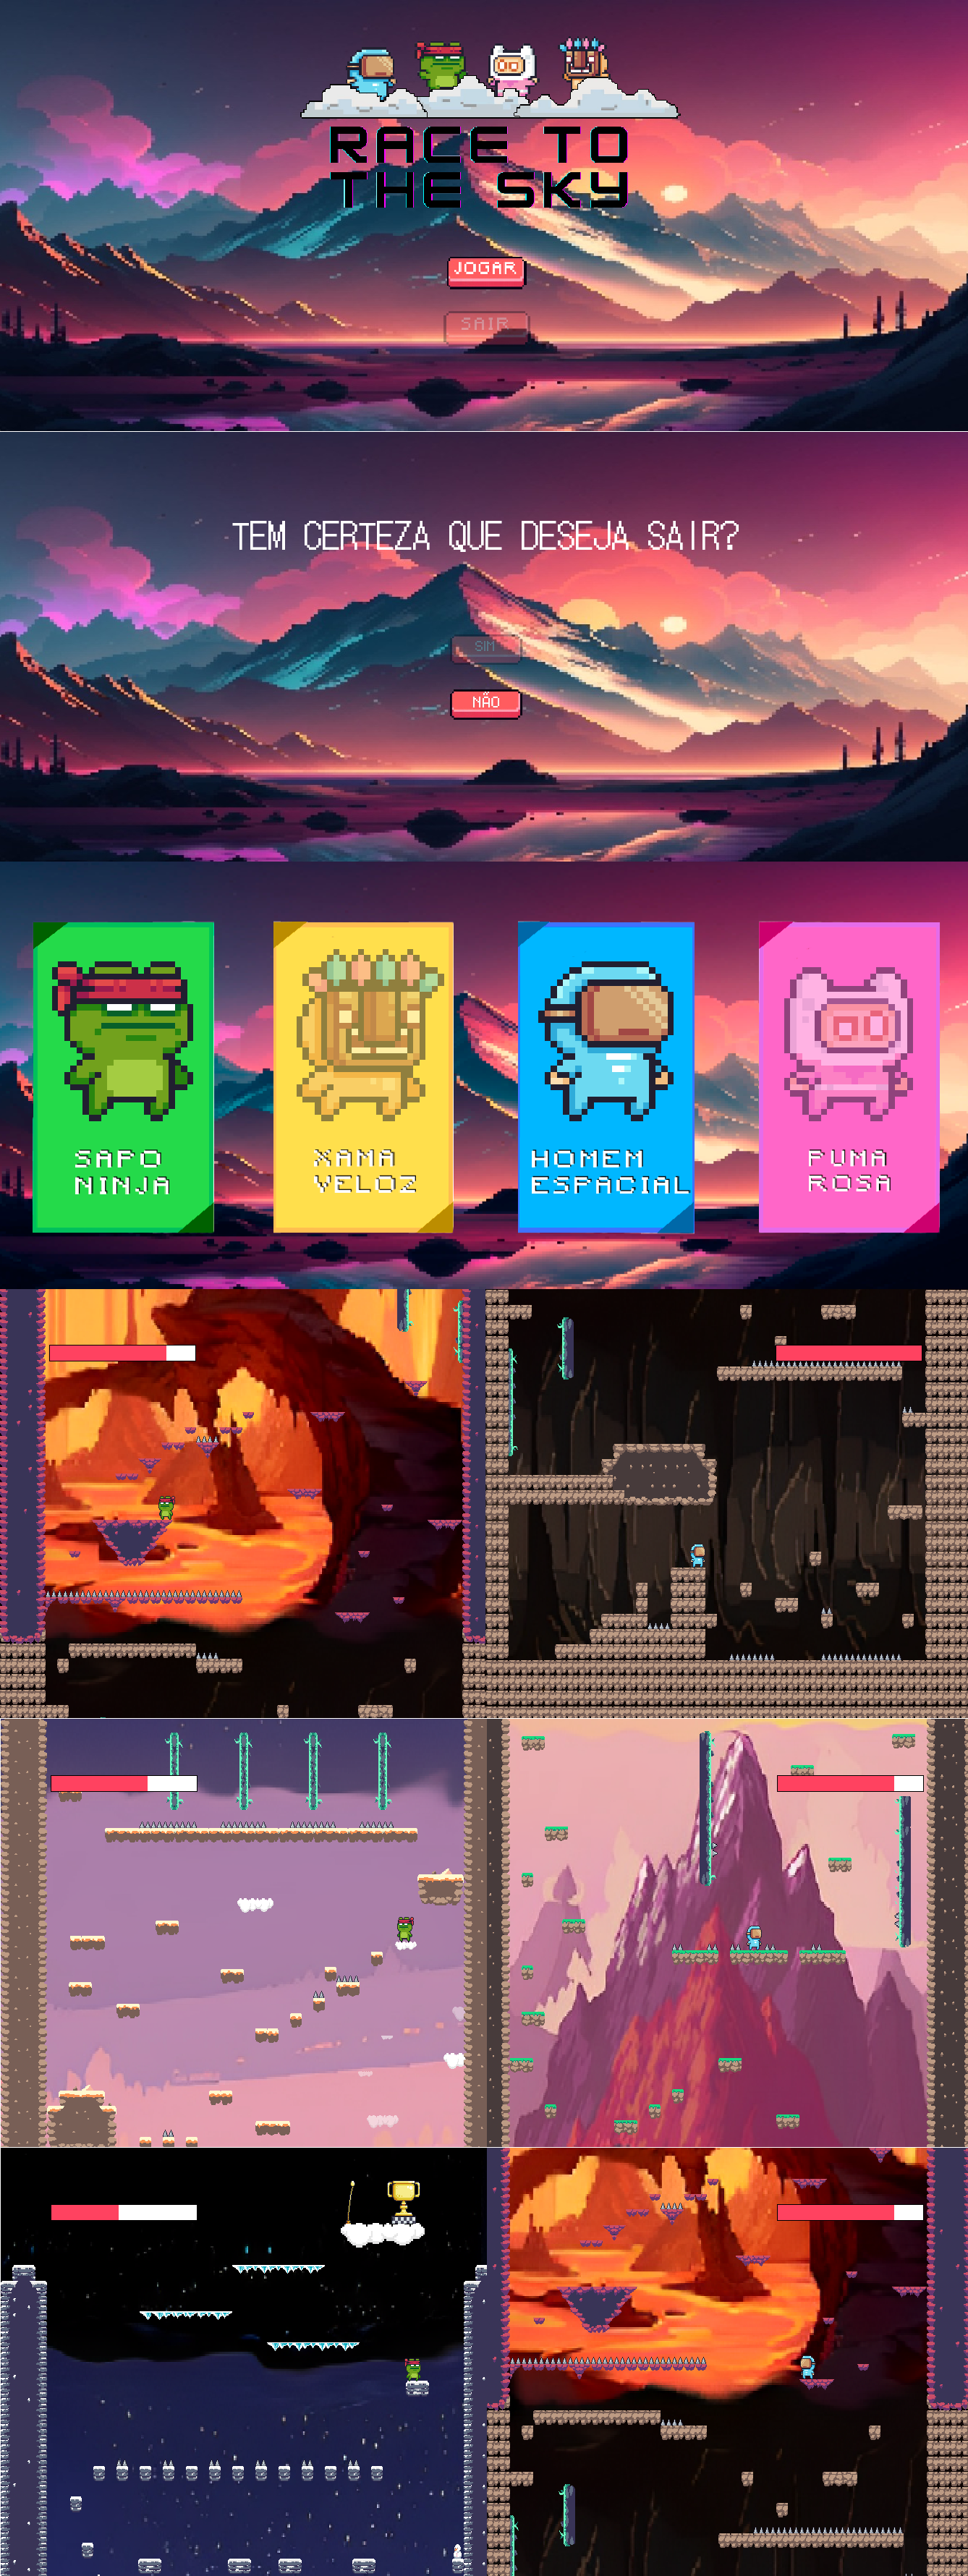 RACE TO
THE SKY
JOGAR
SAIR
TEM CERTEZA QUE DESEJA SAIR?
SIM
NÃO
SAPO
NINJA
XAMA
VELOZ
HOMEM
ESPACIAL
PUMA
ROSA